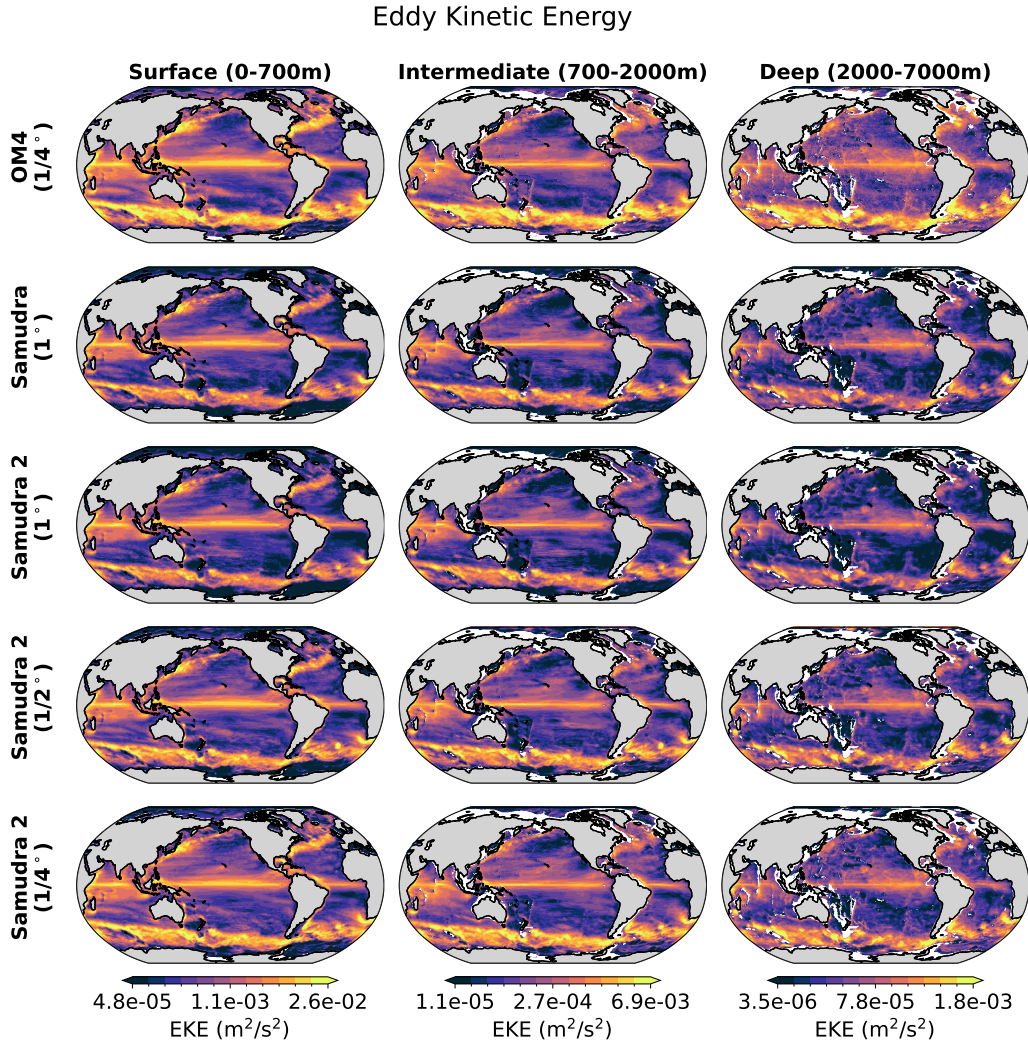 Eddy Kinetic Energy
Surface (0-700m) Intermediate (700-2000m) Deep (2000-7000m)
OM4
(1/4°)
Samudra
(1°)
Samudra 2
(1°)
Samudra 2
(1/2°)
Samudra 2
(1/4°)
4.8e-05 1.1e-03 2.6e-02 1.1e-05 2.7e-04 6.9e-03 3.5e-06 7.8e-05 1.8e-03
EKE (m²/s²) EKE (m²/s²) EKE (m²/s²)